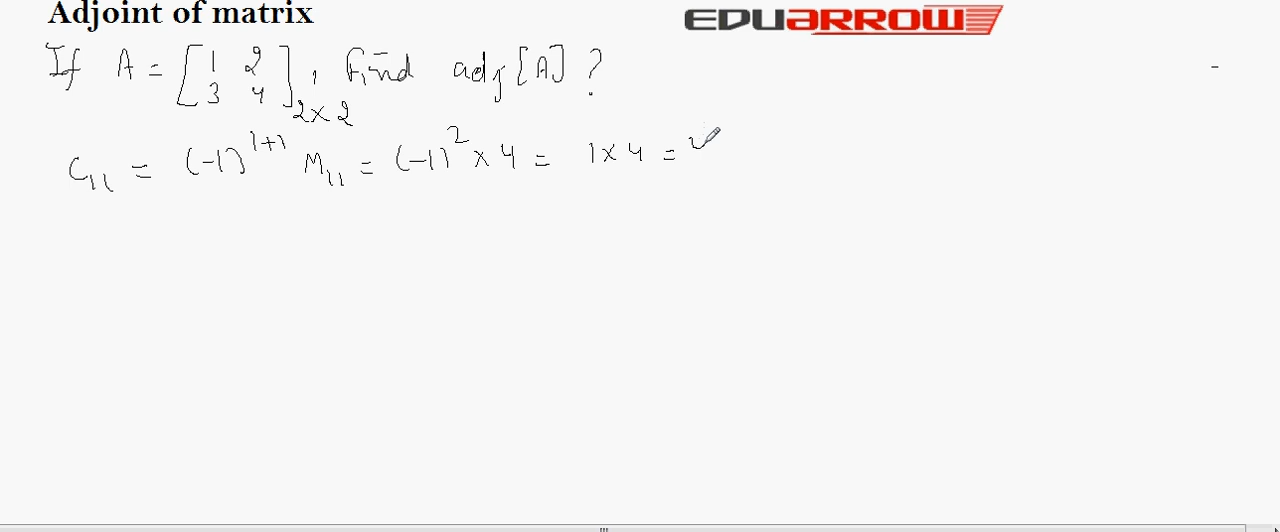 Adjoint of matrix
EDUARROW
If A = [1 2 3 4]2×2, Find adj[A]?
C11 = (-1)^1+1 M11 = (-1)^2 × 4 = 1 × 4 =